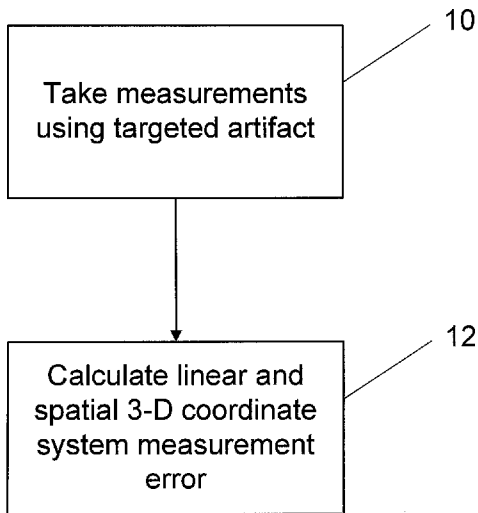 10
Take measurements
using targeted artifact
12
Calculate linear and
spatial 3-D coordinate
system measurement
error